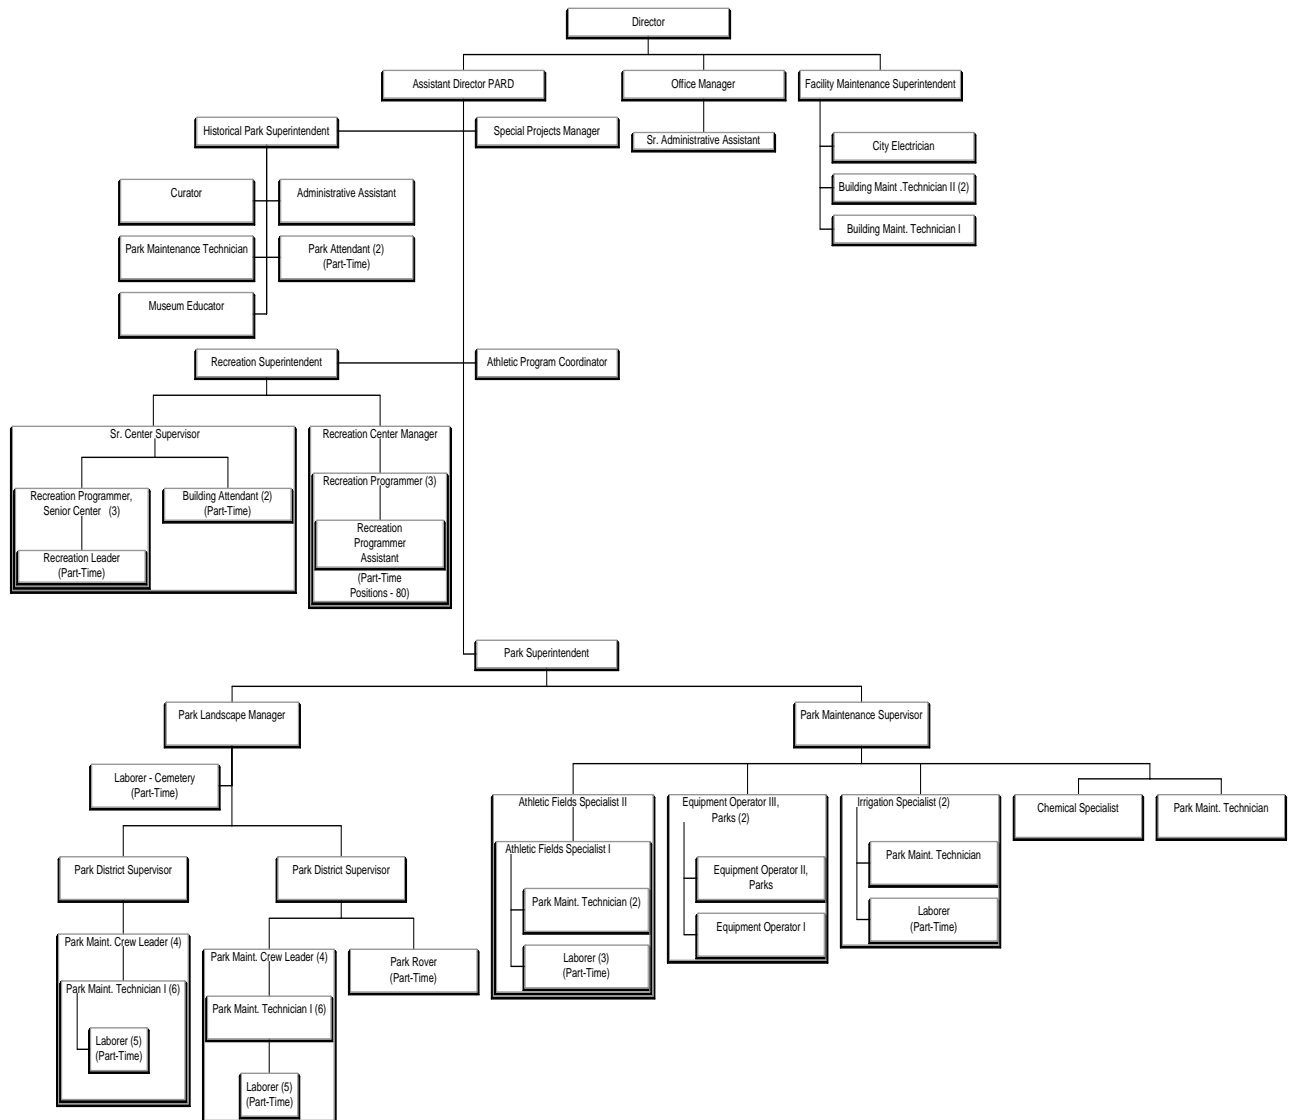 Director
Assistant Director PARD
Office Manager
Facility Maintenance Superintendent
Historical Park Superintendent
Special Projects Manager
Sr. Administrative Assistant
City Electrician
Curator
Administrative Assistant
Building Maint .Technician II (2)
Park Maintenance Technician
Park Attendant (2)
(Part-Time)
Building Maint. Technician I
Museum Educator
Recreation Superintendent
Athletic Program Coordinator
Sr. Center Supervisor
Recreation Center Manager
Recreation Programmer,
Senior Center (3)
Building Attendant (2)
(Part-Time)
Recreation Programmer (3)
Recreation Leader
(Part-Time)
Recreation
Programmer
Assistant
(Part-Time
Positions - 80)
Park Superintendent
Park Landscape Manager
Park Maintenance Supervisor
Laborer - Cemetery
(Part-Time)
Athletic Fields Specialist II
Equipment Operator III,
Parks (2)
Irrigation Specialist (2)
Chemical Specialist
Park Maint. Technician
Athletic Fields Specialist I
Park Maint. Technician
Park District Supervisor
Park District Supervisor
Equipment Operator II,
Parks
Park Maint. Technician (2)
Laborer
(Part-Time)
Equipment Operator I
Park Maint. Crew Leader (4)
Park Maint. Crew Leader (4)
Park Rover
(Part-Time)
Laborer (3)
(Part-Time)
Park Maint. Technician I (6)
Park Maint. Technician I (6)
Laborer (5)
(Part-Time)
Laborer (5)
(Part-Time)